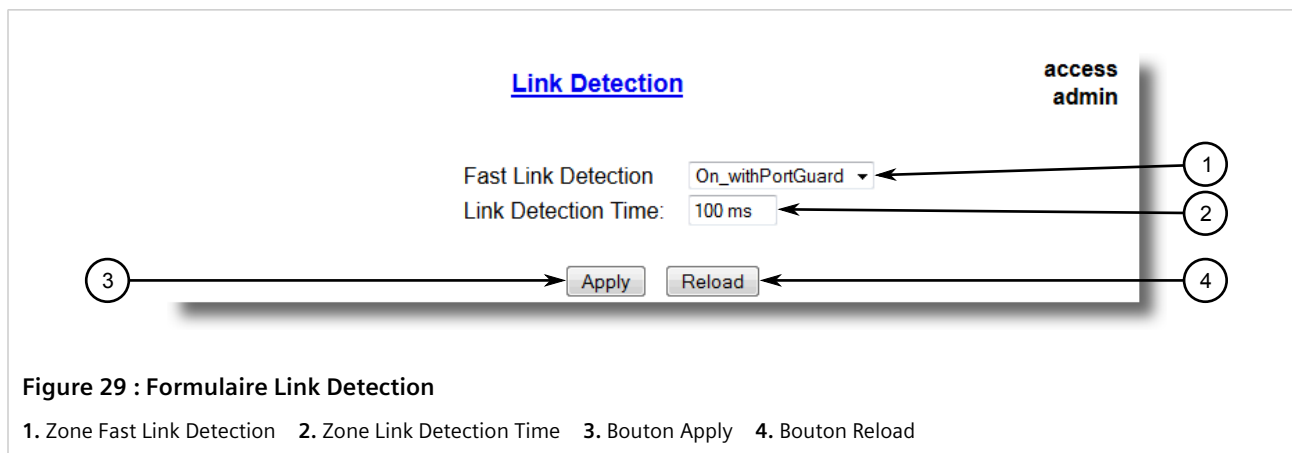 Link Detection
access
admin
Fast Link Detection On_withPortGuard 1
Link Detection Time: 100 ms 2
3 Apply Reload 4
Figure 29 : Formulaire Link Detection
1. Zone Fast Link Detection 2. Zone Link Detection Time 3. Bouton Apply 4. Bouton Reload